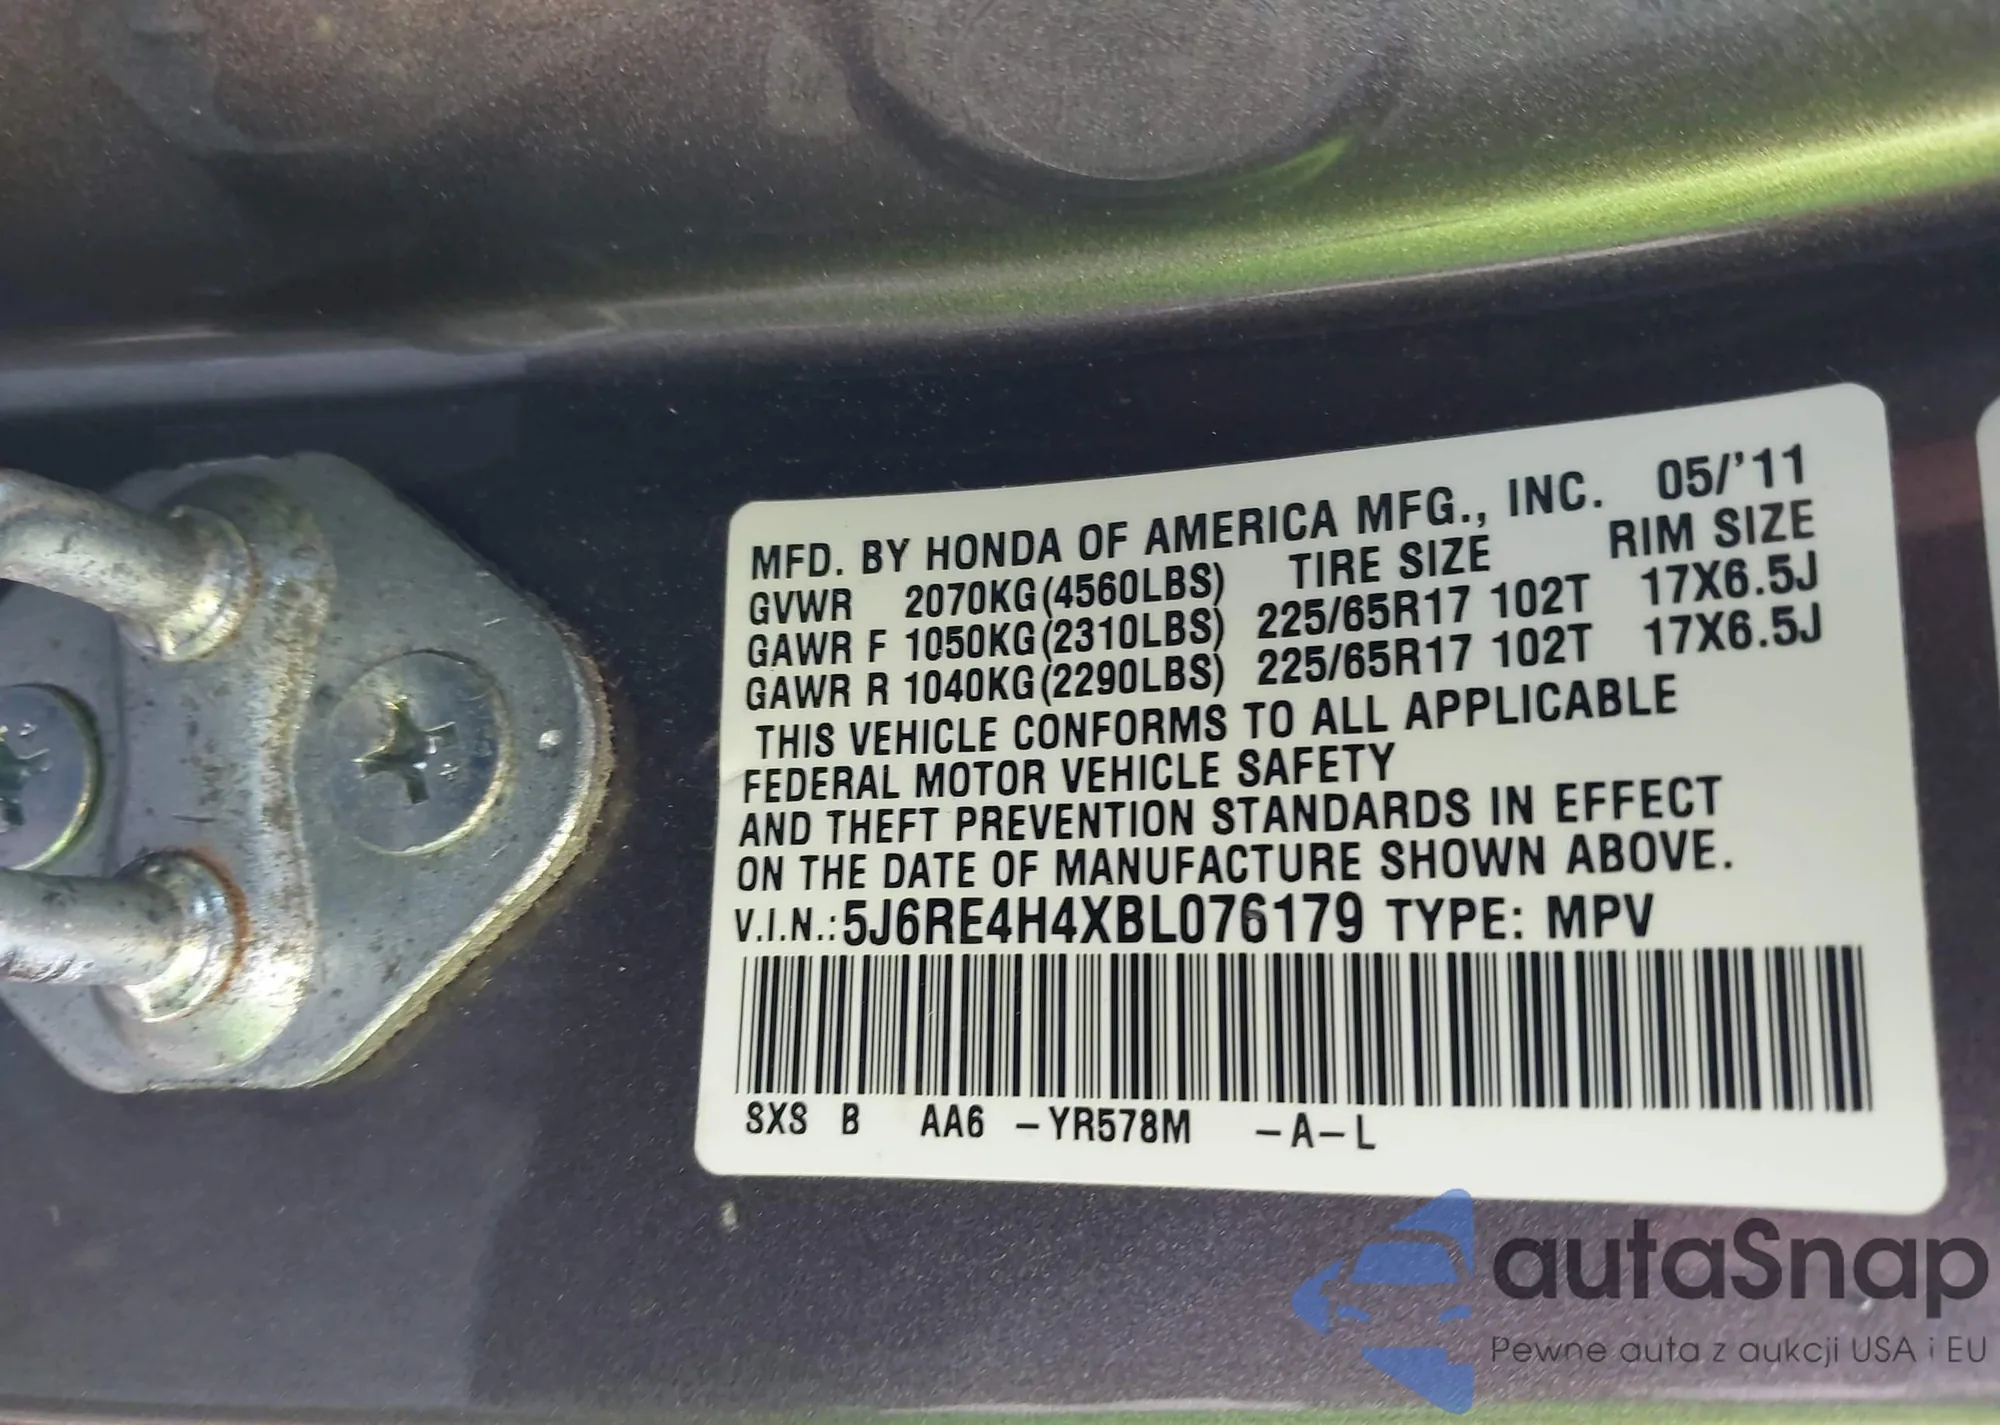 MFD. BY HONDA OF AMERICA MFG., INC. 05/'11
GVWR 2070KG(4560LBS) TIRE SIZE RIM SIZE
GAWR F 1050KG(2310LBS) 225/65R17 102T 17X6.5J
GAWR R 1040KG(2290LBS) 225/65R17 102T 17X6.5J
THIS VEHICLE CONFORMS TO ALL APPLICABLE
FEDERAL MOTOR VEHICLE SAFETY
AND THEFT PREVENTION STANDARDS IN EFFECT
ON THE DATE OF MANUFACTURE SHOWN ABOVE.
V.I.N.: 5J6RE4H4XBL076179 TYPE: MPV
SXS B AA6 -YR578M -A-L
autaSnap
Pewne auta z aukcji USA i EU